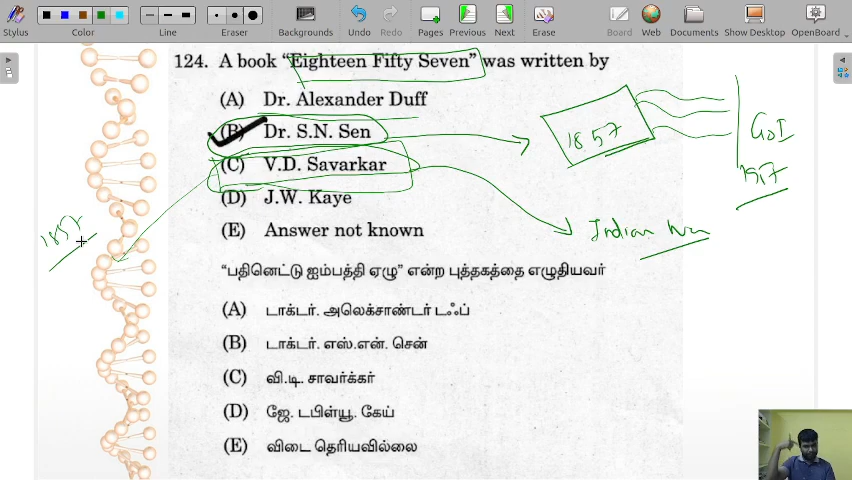 Stylus Color Line Eraser Backgrounds Undo Redo Pages Previous Next Erase Board Web Documents Show Desktop OpenBoard
124. A book "Eighteen Fifty Seven" was written by
(A) Dr. Alexander Duff
(B) Dr. S.N. Sen
(C) V.D. Savarkar
(D) J.W. Kaye
(E) Answer not known
1857
GoI
1857
Indian
"பதினெட்டு ஐம்பத்தி ஏழு" என்ற புத்தகத்தை எழுதியவர்
(A) டாக்டர். அலெக்சாண்டர் டஃப்
(B) டாக்டர். எஸ்.என். சென்
(C) வி.டி. சாவர்க்கர்
(D) ஜே. டபிள்யூ. கேய்
(E) விடை தெரியவில்லை